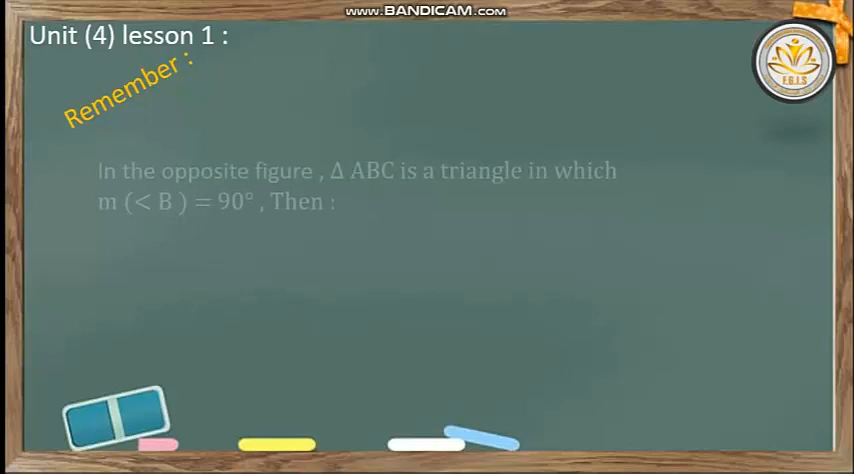 www.BANDICAM.COM
Unit (4) lesson 1 :
Remember :
F.G.I.S
In the opposite figure , Δ ABC is a triangle in which
m (< B ) = 90° , Then :